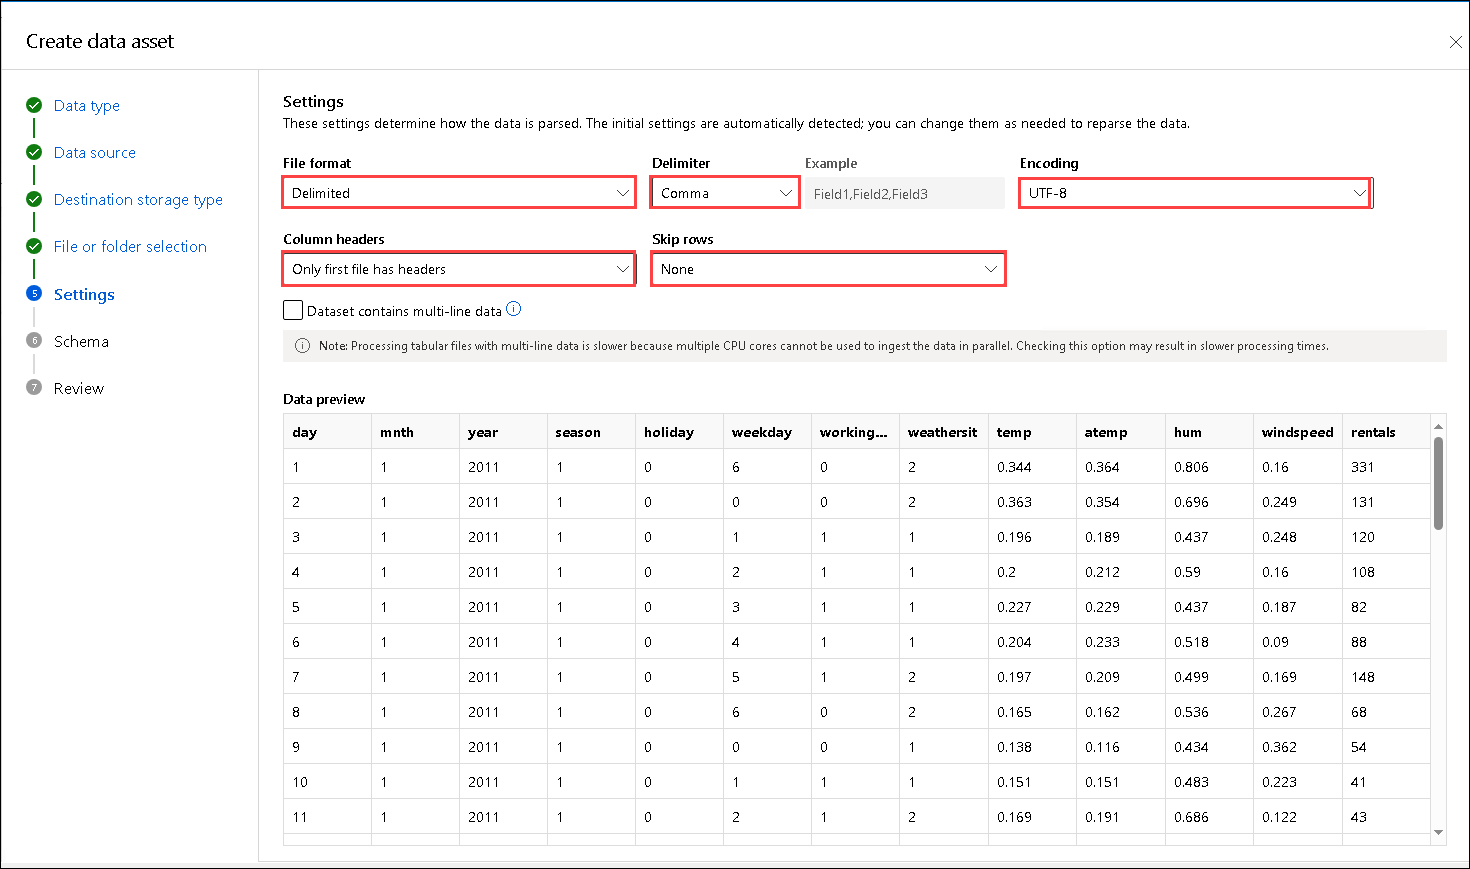 Create data asset
Data type
Data source
Destination storage type
File or folder selection
5 Settings
6 Schema
7 Review
Settings
These settings determine how the data is parsed. The initial settings are automatically detected; you can change them as needed to reparse the data.
File format Delimiter Example Encoding
Delimited Comma Field1,Field2,Field3 UTF-8
Column headers Skip rows
Only first file has headers None
Dataset contains multi-line data
Note: Processing tabular files with multi-line data is slower because multiple CPU cores cannot be used to ingest the data in parallel. Checking this option may result in slower processing times.
Data preview
day mnth year season holiday weekday working... weathersit temp atemp hum windspeed rentals
1 1 2011 1 0 6 0 2 0.344 0.364 0.806 0.16 331
2 1 2011 1 0 0 0 2 0.363 0.354 0.696 0.249 131
3 1 2011 1 0 1 1 1 0.196 0.189 0.437 0.248 120
4 1 2011 1 0 2 1 1 0.2 0.212 0.59 0.16 108
5 1 2011 1 0 3 1 1 0.227 0.229 0.437 0.187 82
6 1 2011 1 0 4 1 1 0.204 0.233 0.518 0.09 88
7 1 2011 1 0 5 1 2 0.197 0.209 0.499 0.169 148
8 1 2011 1 0 6 0 2 0.165 0.162 0.536 0.267 68
9 1 2011 1 0 0 0 1 0.138 0.116 0.434 0.362 54
10 1 2011 1 0 1 1 1 0.151 0.151 0.483 0.223 41
11 1 2011 1 0 2 1 2 0.169 0.191 0.686 0.122 43